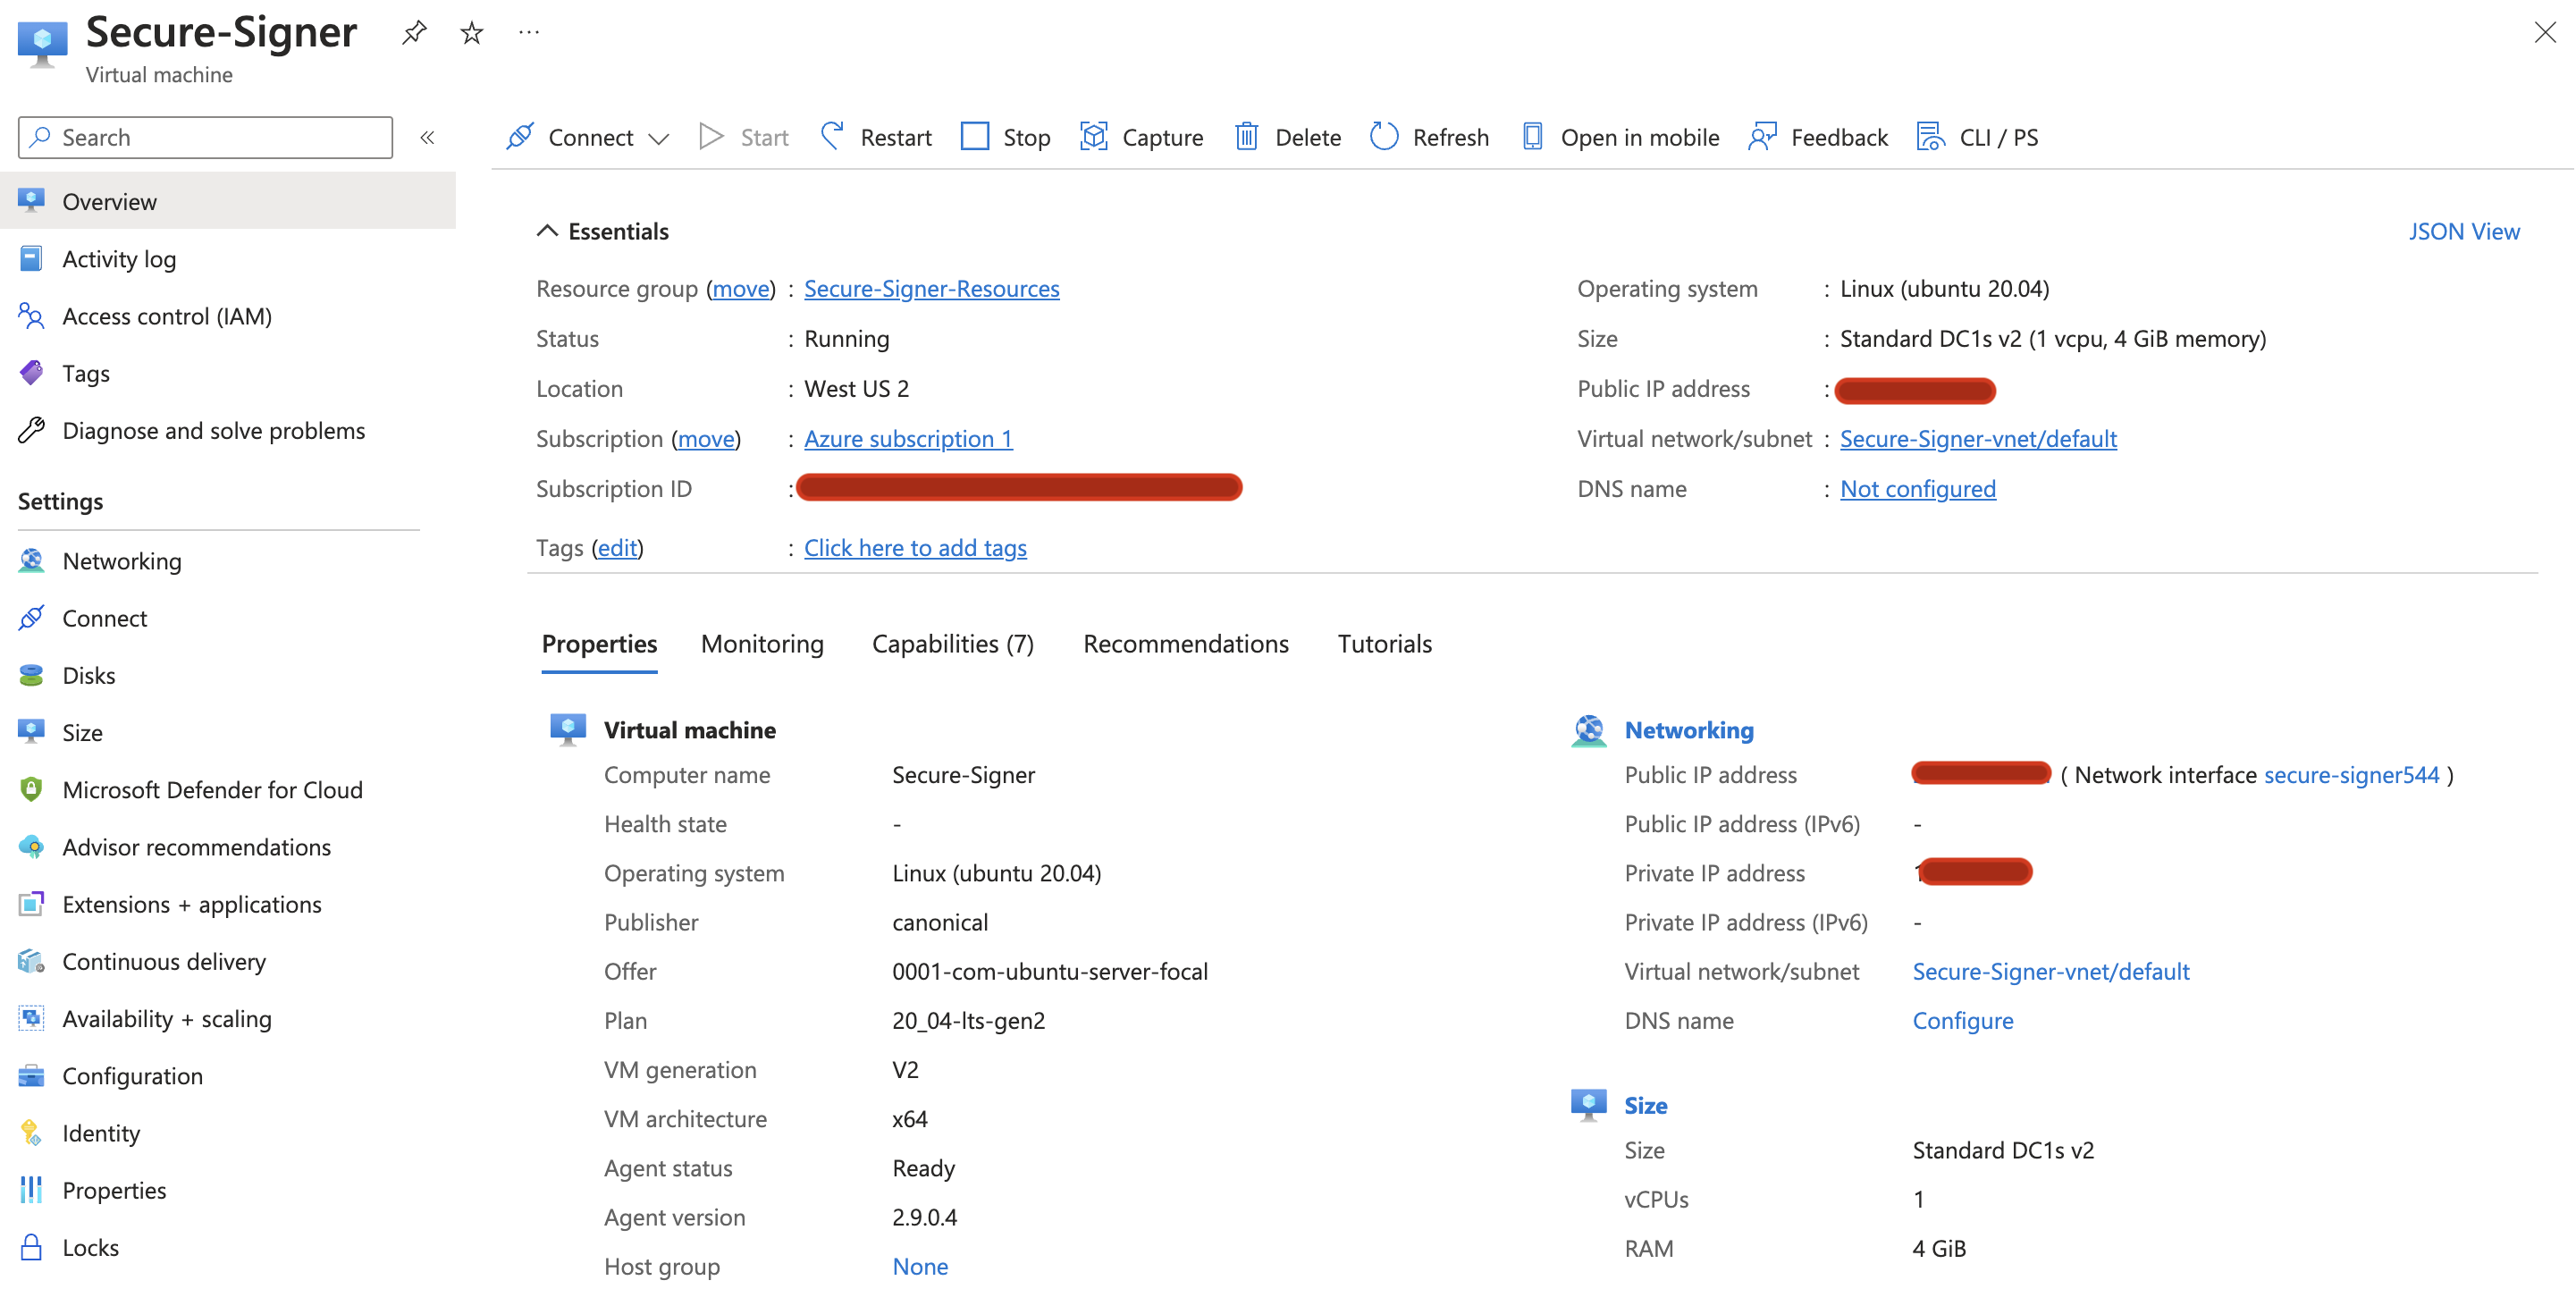 Secure-Signer
Virtual machine
Search
Connect
Start
Restart
Stop
Capture
Delete
Refresh
Open in mobile
Feedback
CLI / PS
Overview
Activity log
Access control (IAM)
Tags
Diagnose and solve problems
Settings
Networking
Connect
Disks
Size
Microsoft Defender for Cloud
Advisor recommendations
Extensions + applications
Continuous delivery
Availability + scaling
Configuration
Identity
Properties
Locks
Essentials
JSON View
Resource group (move) : Secure-Signer-Resources
Status : Running
Location : West US 2
Subscription (move) : Azure subscription 1
Subscription ID :
Tags (edit) : Click here to add tags
Operating system : Linux (ubuntu 20.04)
Size : Standard DC1s v2 (1 vcpu, 4 GiB memory)
Public IP address :
Virtual network/subnet : Secure-Signer-vnet/default
DNS name : Not configured
Properties
Monitoring
Capabilities (7)
Recommendations
Tutorials
Virtual machine
Computer name Secure-Signer
Health state -
Operating system Linux (ubuntu 20.04)
Publisher canonical
Offer 0001-com-ubuntu-server-focal
Plan 20_04-lts-gen2
VM generation V2
VM architecture x64
Agent status Ready
Agent version 2.9.0.4
Host group None
Networking
Public IP address ( Network interface secure-signer544 )
Public IP address (IPv6) -
Private IP address
Private IP address (IPv6) -
Virtual network/subnet Secure-Signer-vnet/default
DNS name Configure
Size
Size Standard DC1s v2
vCPUs 1
RAM 4 GiB